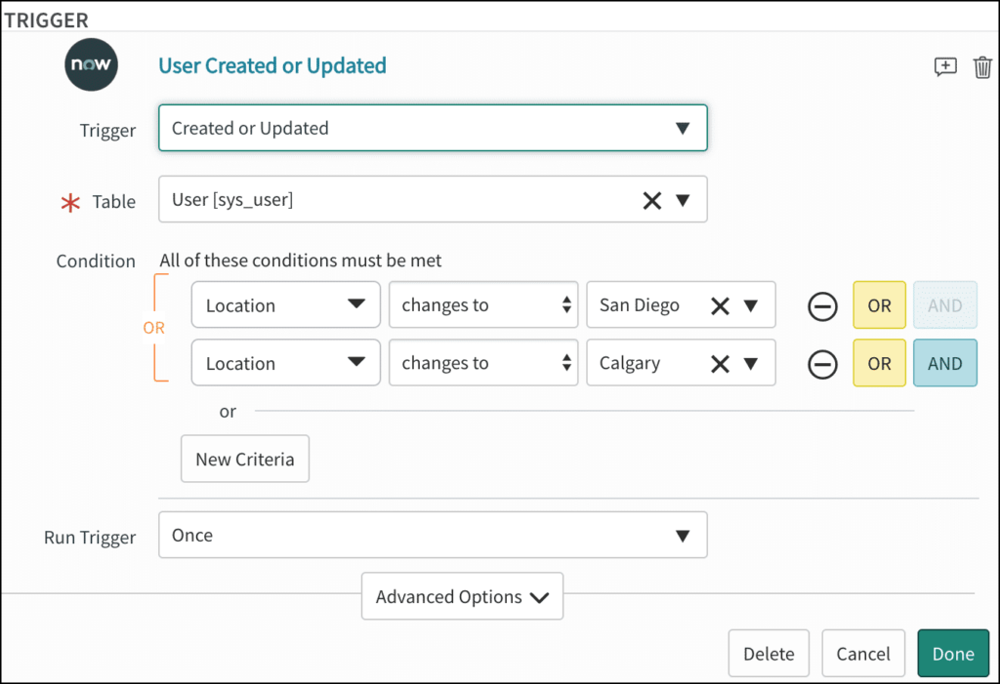 TRIGGER
now
User Created or Updated
Trigger Created or Updated
* Table User [sys_user]
Condition All of these conditions must be met
Location changes to San Diego OR AND
OR
Location changes to Calgary OR AND
or
New Criteria
Run Trigger Once
Advanced Options
Delete Cancel Done